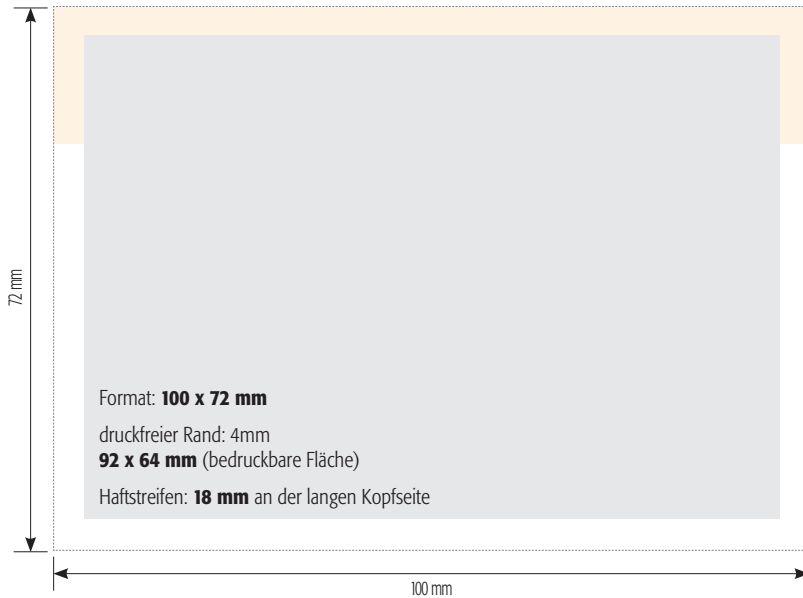 72 mm
Format: 100 x 72 mm
druckfreier Rand: 4mm
92 x 64 mm (bedruckbare Fläche)
Haftstreifen: 18 mm an der langen Kopfseite
100 mm